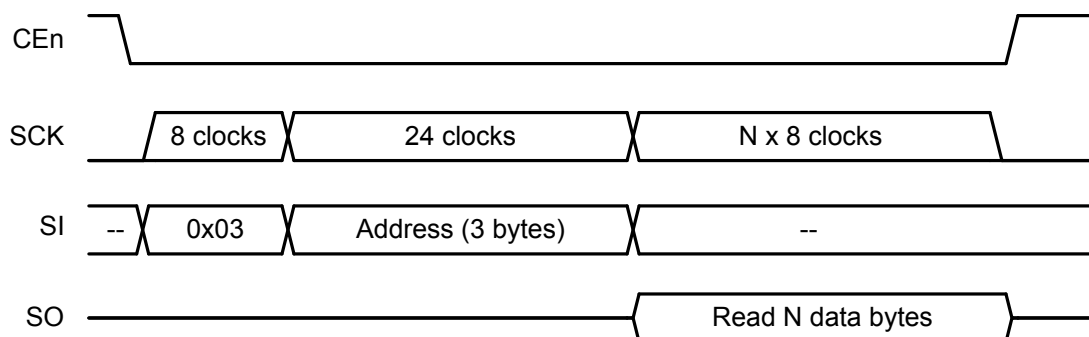 CEn
SCK 8 clocks 24 clocks N x 8 clocks
SI -- 0x03 Address (3 bytes) --
SO Read N data bytes